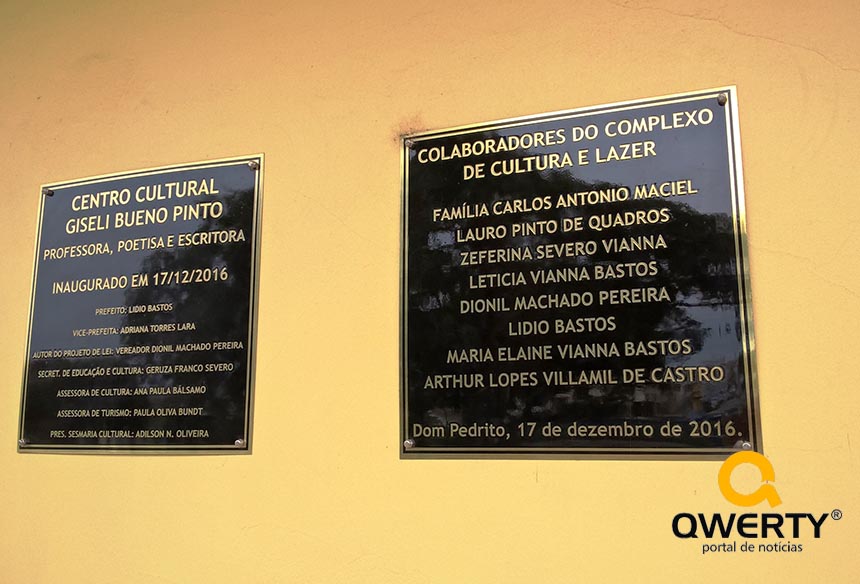 CENTRO CULTURAL
GISELI BUENO PINTO
PROFESSORA, POETISA E ESCRITORA
INAUGURADO EM 17/12/2016
PREFEITO: LIDIO BASTOS
VICE-PREFEITA: ADRIANA TORRES LARA
AUTOR DO PROJETO DE LEI: VEREADOR DIONIL MACHADO PEREIRA
SECRET. DE EDUCAÇÃO E CULTURA: GERUZA FRANCO SEVERO
ASSESSORA DE CULTURA: ANA PAULA BÁLSAMO
ASSESSORA DE TURISMO: PAULA OLIVA BUNDT
PRES. SESMARIA CULTURAL: ADILSON N. OLIVEIRA
COLABORADORES DO COMPLEXO
DE CULTURA E LAZER
FAMÍLIA CARLOS ANTONIO MACIEL
LAURO PINTO DE QUADROS
ZEFERINA SEVERO VIANNA
LETICIA VIANNA BASTOS
DIONIL MACHADO PEREIRA
LIDIO BASTOS
MARIA ELAINE VIANNA BASTOS
ARTHUR LOPES VILLAMIL DE CASTRO
Dom Pedrito, 17 de dezembro de 2016.
QWERTY®
portal de notícias